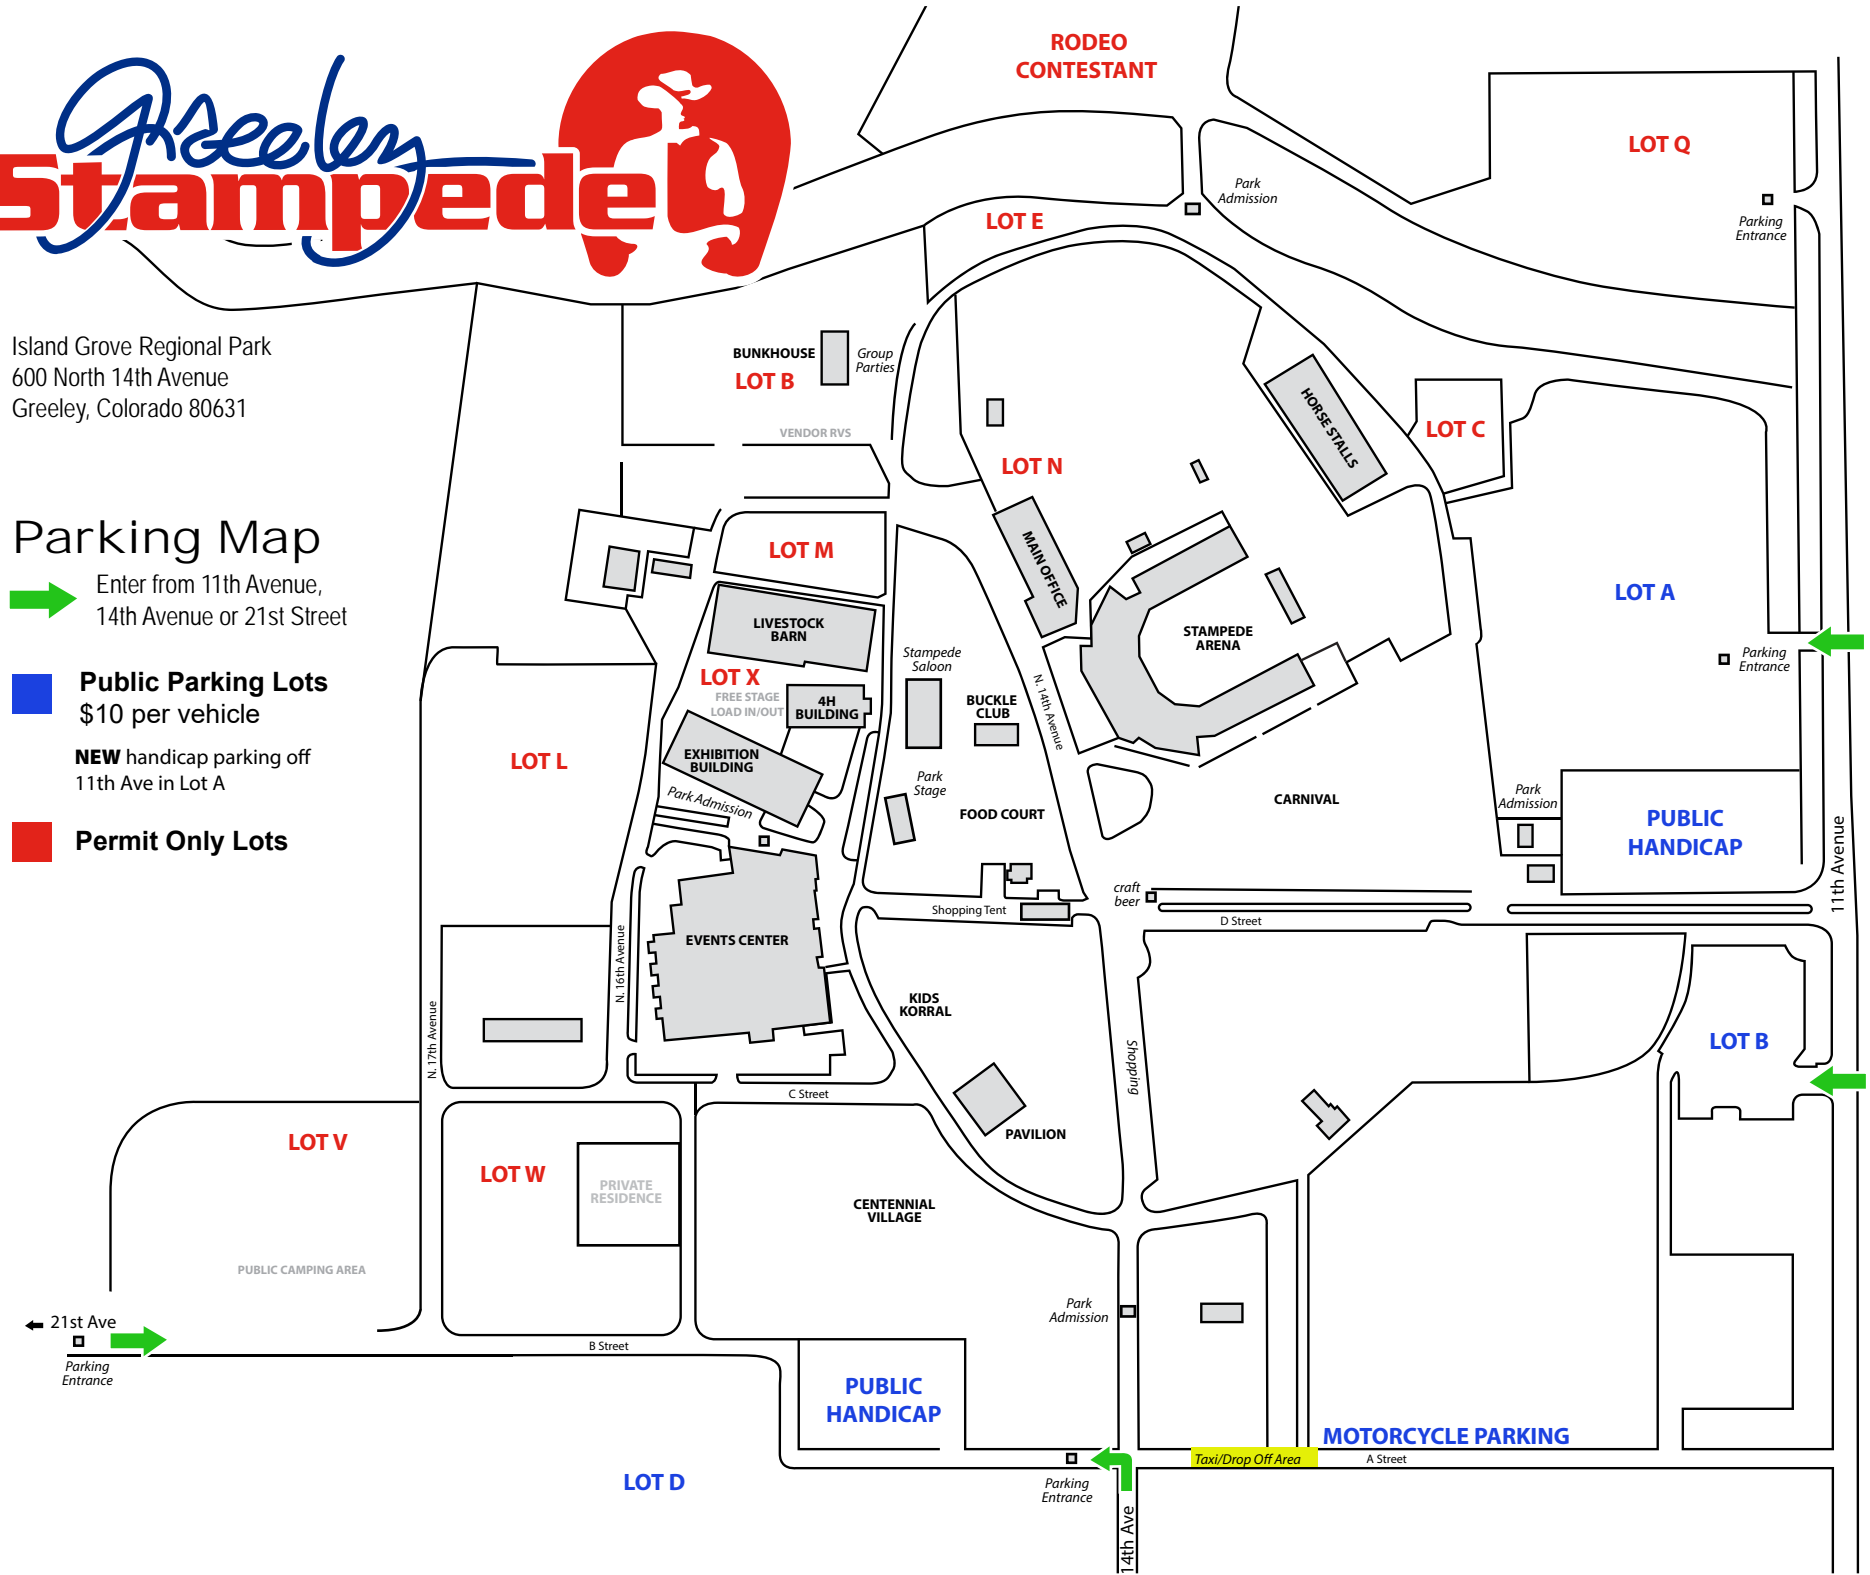 Greeley
Stampede
Island Grove Regional Park
600 North 14th Avenue
Greeley, Colorado 80631
Parking Map
Enter from 11th Avenue,
14th Avenue or 21st Street
Public Parking Lots
$10 per vehicle
NEW handicap parking off
11th Ave in Lot A
Permit Only Lots
RODEO
CONTESTANT
LOT Q
Park
Admission
Parking
Entrance
LOT E
BUNKHOUSE
Group
Parties
LOT B
VENDOR RVS
HORSE STALLS
LOT C
LOT N
LOT M
MAIN OFFICE
LOT A
LIVESTOCK
BARN
STAMPEDE
ARENA
Parking
Entrance
Stampede
Saloon
LOT X
FREE STAGE
LOAD IN/OUT
4H
BUILDING
BUCKLE
CLUB
N. 14th Avenue
LOT L
EXHIBITION
BUILDING
Park
Stage
Park Admission
FOOD COURT
CARNIVAL
Park
Admission
PUBLIC
HANDICAP
11th Avenue
craft
beer
Shopping Tent
D Street
EVENTS CENTER
N. 16th Avenue
KIDS
KORRAL
N. 17th Avenue
Shopping
LOT B
C Street
PAVILION
LOT V
LOT W
PRIVATE
RESIDENCE
CENTENNIAL
VILLAGE
PUBLIC CAMPING AREA
Park
Admission
21st Ave
Parking
Entrance
B Street
PUBLIC
HANDICAP
MOTORCYCLE PARKING
Taxi/Drop Off Area
A Street
LOT D
Parking
Entrance
14th Ave